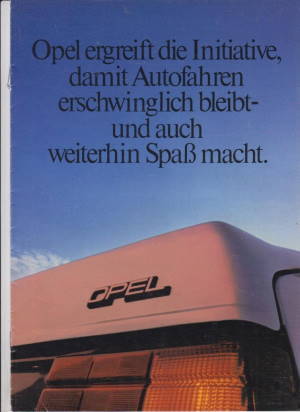 Opel ergreift die Initiative,
damit Autofahren
erschwinglich bleibt-
und auch
weiterhin Spaß macht.
OPEL